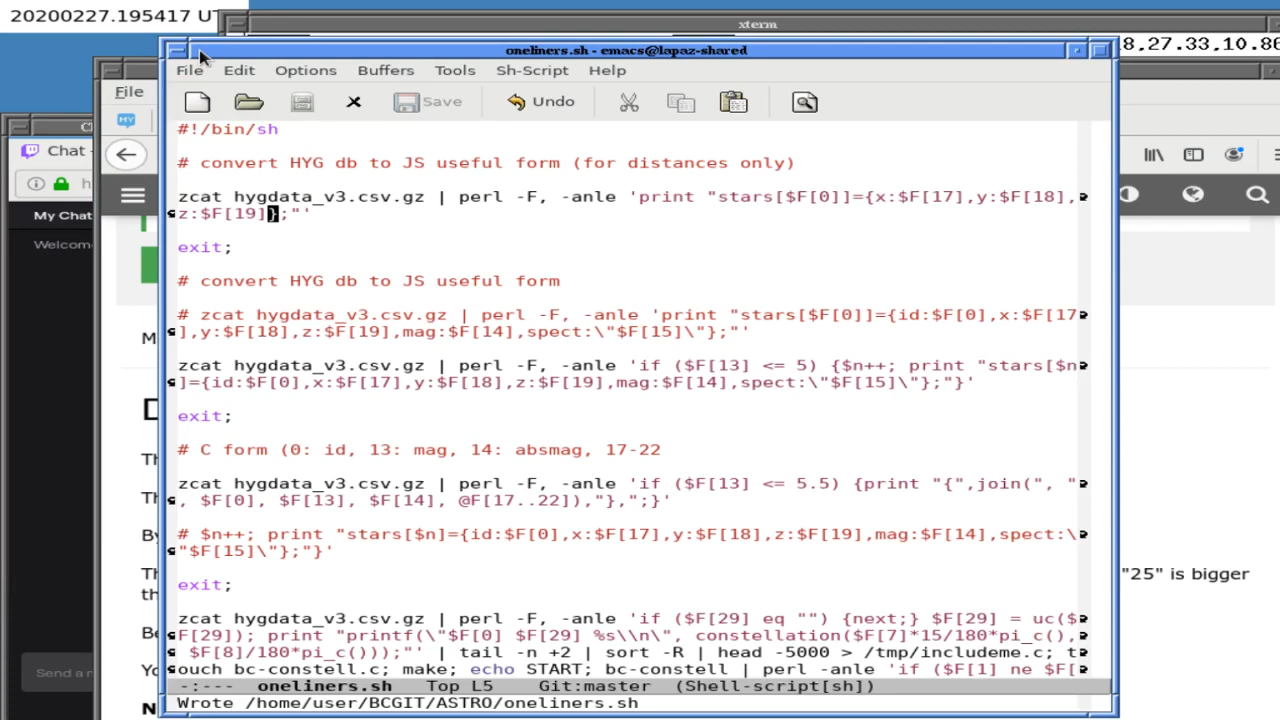 20200227.195417 U
xterm
oneliners.sh - emacs@lapaz-shared
8,27.33,10.86
File Edit Options Buffers Tools Sh-Script Help
File
Save Undo
#!/bin/sh
Chat -
# convert HYG db to JS useful form (for distances only)
zcat hygdata_v3.csv.gz | perl -F, -anle 'print "stars[$F[0]]={x:$F[17],y:$F[18],
z:$F[19]};"'
My Chat
Welcom
exit;
# convert HYG db to JS useful form
# zcat hygdata_v3.csv.gz | perl -F, -anle 'print "stars[$F[0]]={id:$F[0],x:$F[17
],y:$F[18],z:$F[19],mag:$F[14],spect:\"$F[15]\"};"'
zcat hygdata_v3.csv.gz | perl -F, -anle 'if ($F[13] <= 5) {$n++; print "stars[$n
]={id:$F[0],x:$F[17],y:$F[18],z:$F[19],mag:$F[14],spect:\"$F[15]\"};"}'
exit;
# C form (0: id, 13: mag, 14: absmag, 17-22
zcat hygdata_v3.csv.gz | perl -F, -anle 'if ($F[13] <= 5.5) {print "{",join(", "
, $F[0], $F[13], $F[14], @F[17..22]),"},";}'
# $n++; print "stars[$n]={id:$F[0],x:$F[17],y:$F[18],z:$F[19],mag:$F[14],spect:\
"$F[15]\"};"}'
"25" is bigger
exit;
zcat hygdata_v3.csv.gz | perl -F, -anle 'if ($F[29] eq "") {next;} $F[29] = uc($
F[29]); print "printf(\"$F[0] $F[29] %s\\n\", constellation($F[7]*15/180*pi_c(),
$F[8]/180*pi_c()));"' | tail -n +2 | sort -R | head -5000 > /tmp/includeme.c; t
ouch bc-constell.c; make; echo START; bc-constell | perl -anle 'if ($F[1] ne $F[
Send a
-:--- oneliners.sh Top L5 Git:master (Shell-script[sh])
Wrote /home/user/BCGIT/ASTRO/oneliners.sh